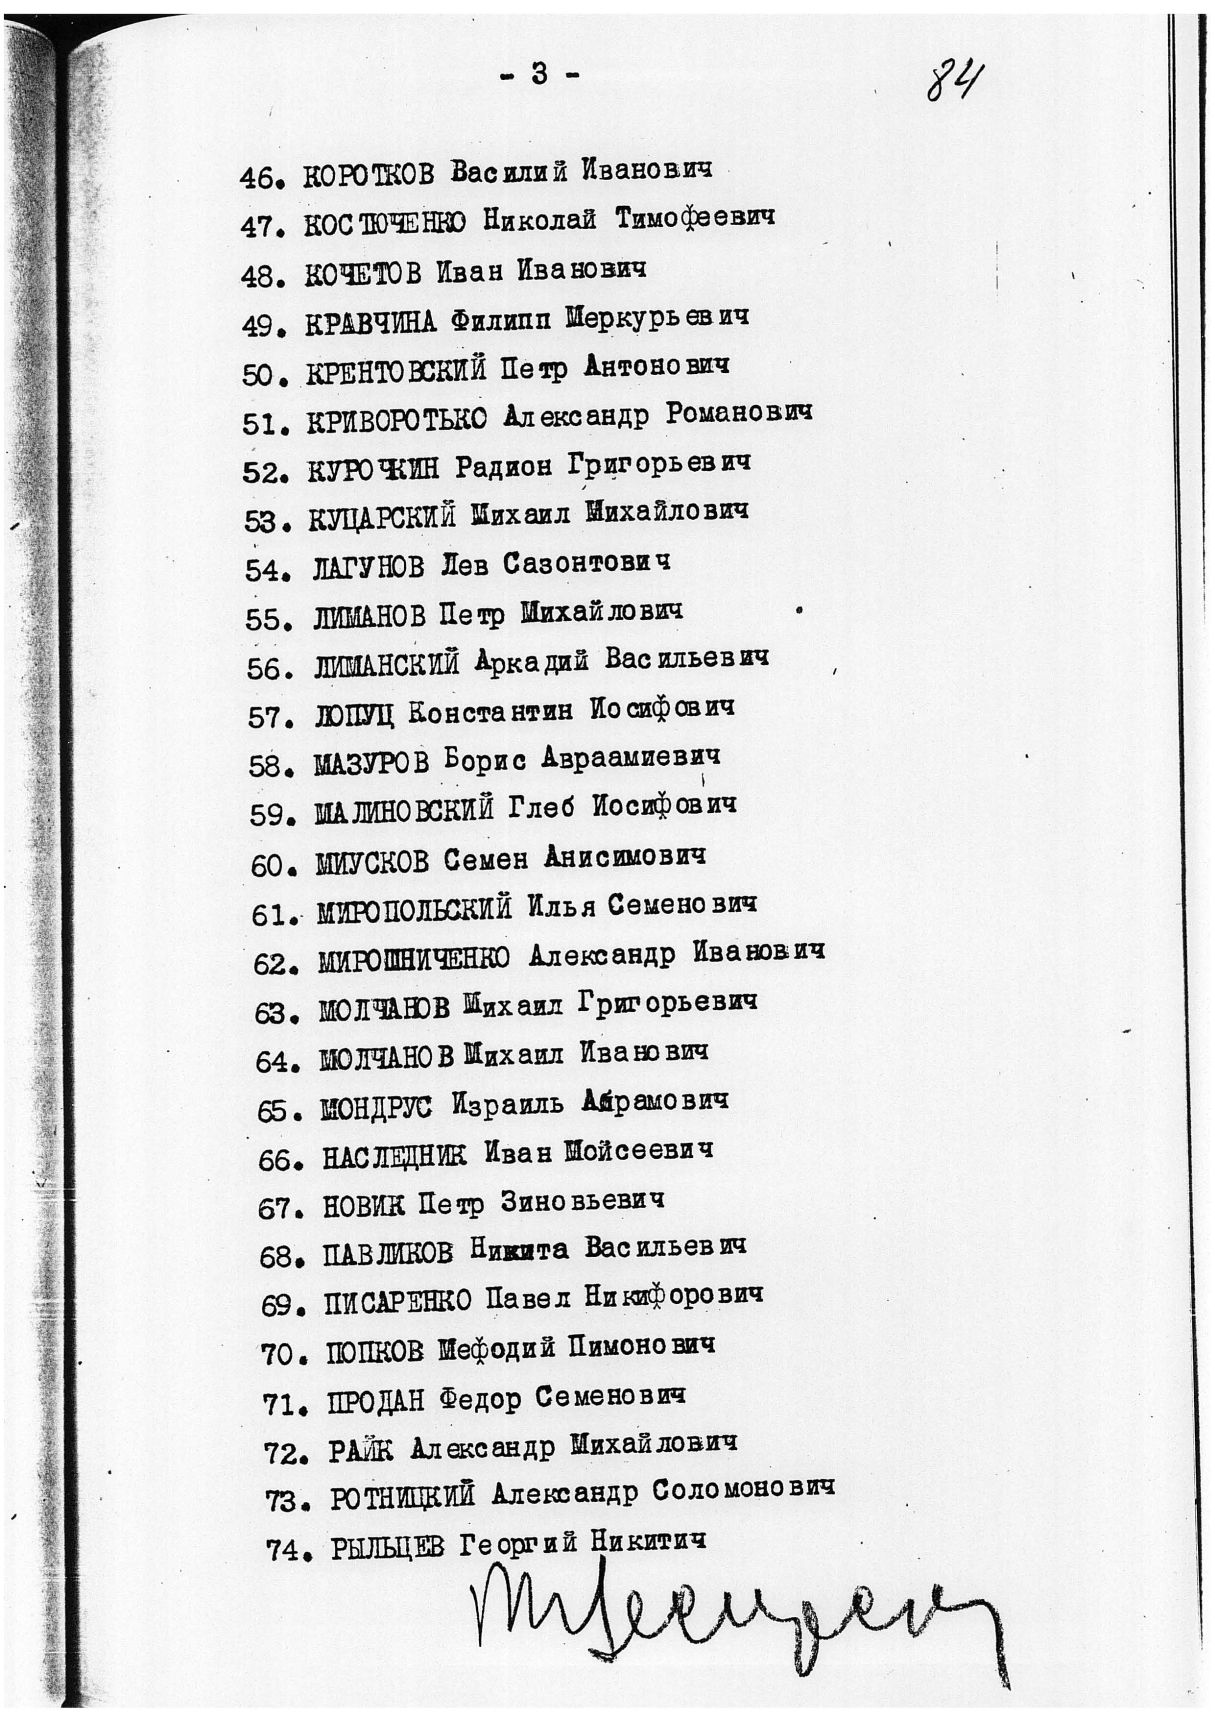 - 3 -
84
46. КОРОТКОВ Василий Иванович
47. КОСТЮЧЕНКО Николай Тимофеевич
48. КОЧЕТОВ Иван Иванович
49. КРАВЧИНА Филипп Меркурьевич
50. КРЕНТОВСКИЙ Петр Антонович
51. КРИВОРОТЬКО Александр Романович
52. КУРОЧКИН Радион Григорьевич
53. КУЦАРСКИЙ Михаил Михайлович
54. ЛАГУНОВ Лев Сазонтович
55. ЛИМАНОВ Петр Михайлович
56. ЛИМАНСКИЙ Аркадий Васильевич
57. ЛОПУЦ Константин Иосифович
58. МАЗУРОВ Борис Авраамиевич
59. МАЛИНОВСКИЙ Глеб Иосифович
60. МИУСКОВ Семен Анисимович
61. МИРОПОЛЬСКИЙ Илья Семенович
62. МИРОШНИЧЕНКО Александр Иванович
63. МОЛЧАНОВ Михаил Григорьевич
64. МОЛЧАНОВ Михаил Иванович
65. МОНДРУС Израиль Абрамович
66. НАСЛЕДНИК Иван Мойсеевич
67. НОВИК Петр Зиновьевич
68. ПАВЛИКОВ Никита Васильевич
69. ПИСАРЕНКО Павел Никифорович
70. ПОПКОВ Мефодий Пимонович
71. ПРОДАН Федор Семенович
72. РАЙК Александр Михайлович
73. РОТНИЦКИЙ Александр Соломонович
74. РЫЛЬЦЕВ Георгий Никитич